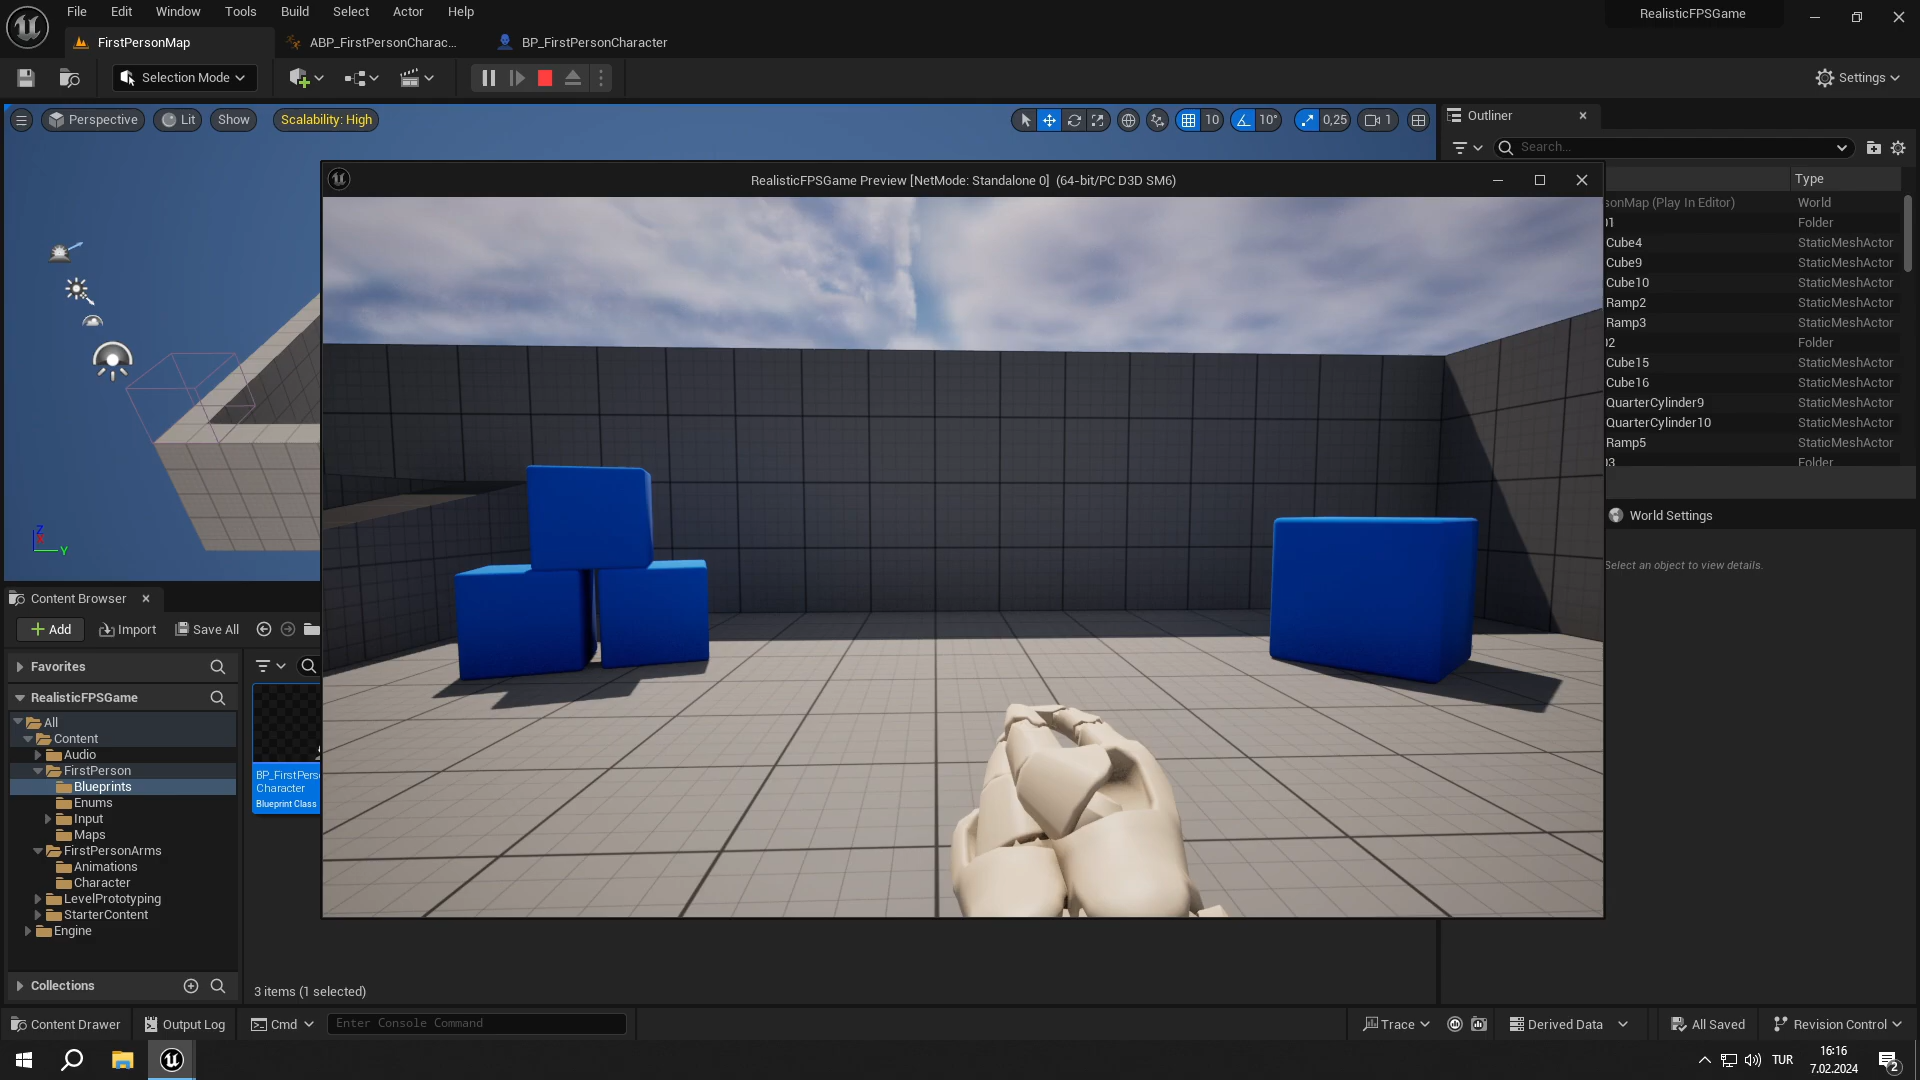 File Edit Window Tools Build Select Actor Help
RealisticFPSGame
FirstPersonMap
ABP_FirstPersonCharac...
BP_FirstPersonCharacter
Selection Mode
Settings
Perspective
Lit
Show
Scalability: High
10
10°
0,25
1
Outliner
Search...
RealisticFPSGame Preview [NetMode: Standalone 0] (64-bit/PC D3D SM6)
Type
sonMap (Play In Editor) World
01 Folder
Cube4 StaticMeshActor
Cube9 StaticMeshActor
Cube10 StaticMeshActor
Ramp2 StaticMeshActor
Ramp3 StaticMeshActor
02 Folder
Cube15 StaticMeshActor
Cube16 StaticMeshActor
QuarterCylinder9 StaticMeshActor
QuarterCylinder10 StaticMeshActor
Ramp5 StaticMeshActor
03 Folder
World Settings
Select an object to view details.
Z
X
Y
Content Browser
Add
Import
Save All
Favorites
RealisticFPSGame
All
Content
Audio
FirstPerson
Blueprints
Enums
Input
Maps
FirstPersonArms
Animations
Character
LevelPrototyping
StarterContent
Engine
Collections
BP_FirstPerso
Character
Blueprint Class
3 items (1 selected)
Content Drawer
Output Log
Cmd
Enter Console Command
Trace
Derived Data
All Saved
Revision Control
TUR
16:16
7.02.2024
2